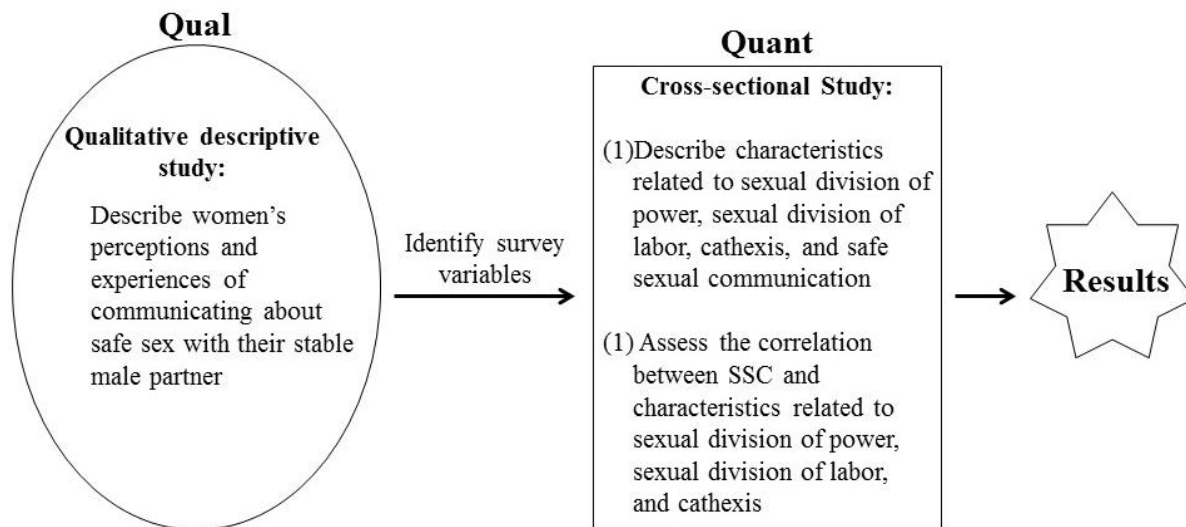 Qual
Qualitative descriptive
study:
Describe women's
perceptions and
experiences of
communicating about
safe sex with their stable
male partner
Identify survey
variables
Quant
Cross-sectional Study:
(1)Describe characteristics
related to sexual division of
power, sexual division of
labor, cathexis, and safe
sexual communication
(1) Assess the correlation
between SSC and
characteristics related to
sexual division of power,
sexual division of labor,
and cathexis
Results